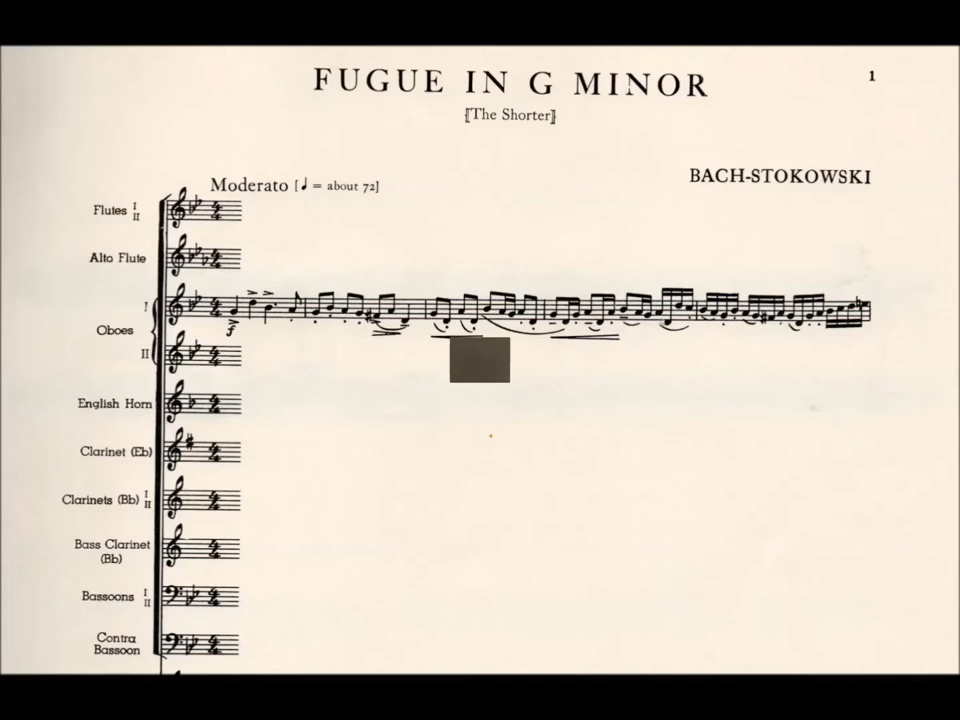 FUGUE IN G MINOR
1
[The Shorter]
BACH-STOKOWSKI
Moderato [♩ = about 72]
Flutes I II
Alto Flute
Oboes I II
f
English Horn
Clarinet (Eb)
Clarinets (Bb) I II
Bass Clarinet
(Bb)
Bassoons I II
Contra
Bassoon